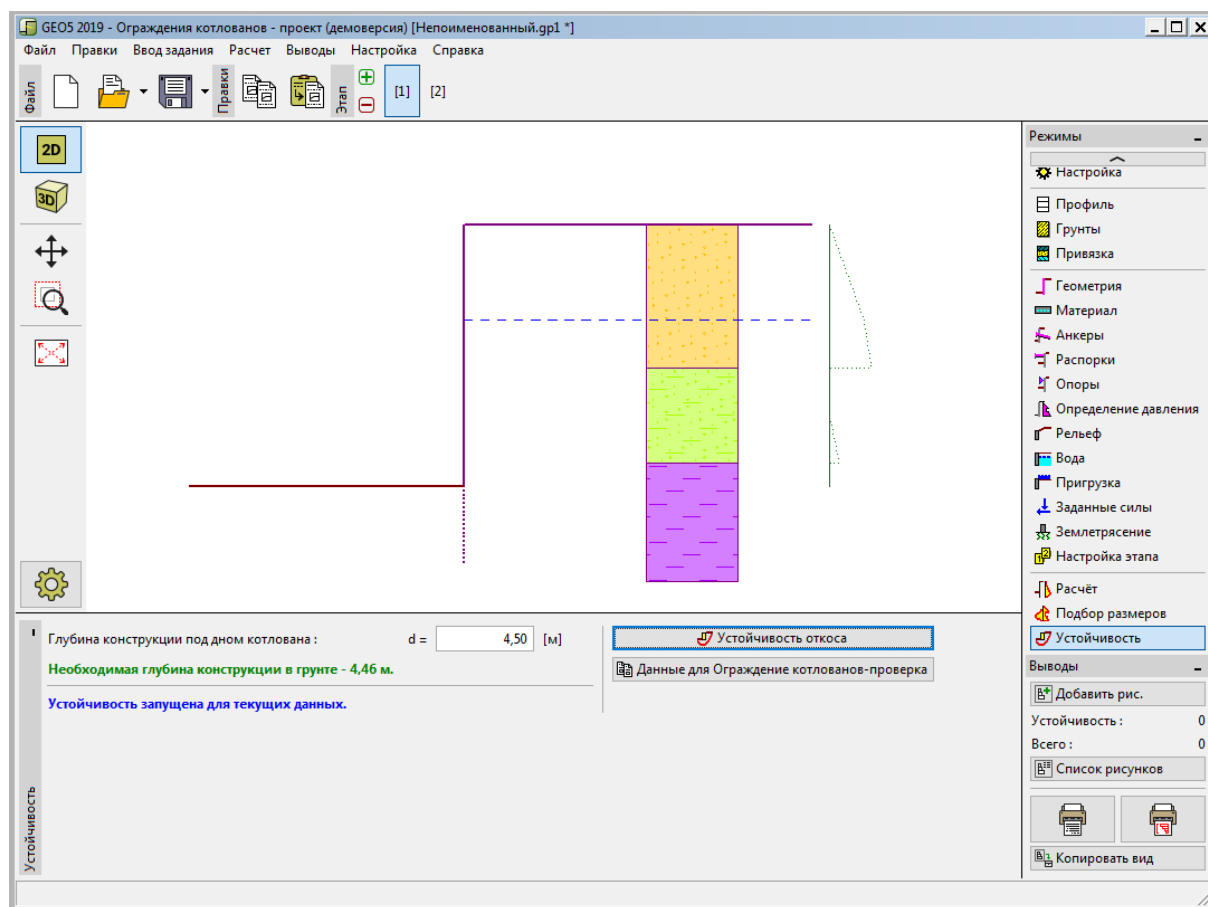 GEO5 2019 - Ограждения котлованов - проект (демоверсия) [Непоименованный.gp1 *]
Файл Правки Ввод задания Расчет Выводы Настройка Справка
Файл
Правки
Этап
[1] [2]
2D
3D
Режимы
Настройка
Профиль
Грунты
Привязка
Геометрия
Материал
Анкеры
Распорки
Опоры
Определение давления
Рельеф
Вода
Пригрузка
Заданные силы
Землетрясение
Настройка этапа
Расчёт
Подбор размеров
Устойчивость
Выводы
Добавить рис.
Устойчивость : 0
Всего : 0
Список рисунков
Копировать вид
Устойчивость
Глубина конструкции под дном котлована : d = 4,50 [м]
Необходимая глубина конструкции в грунте - 4,46 м.
Устойчивость запущена для текущих данных.
Устойчивость откоса
Данные для Ограждение котлованов-проверка